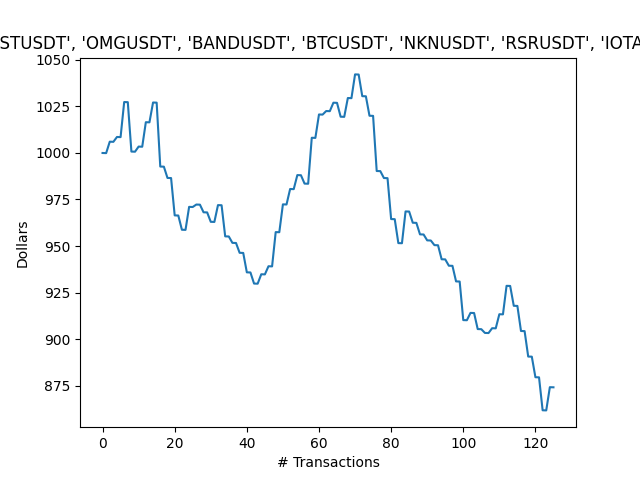 STUSDT', 'OMGUSDT', 'BANDUSDT', 'BTCUSDT', 'NKNUSDT', 'RSRUSDT', 'IOTA
1050
1025
1000
975
950
925
900
875
Dollars
0 20 40 60 80 100 120
# Transactions